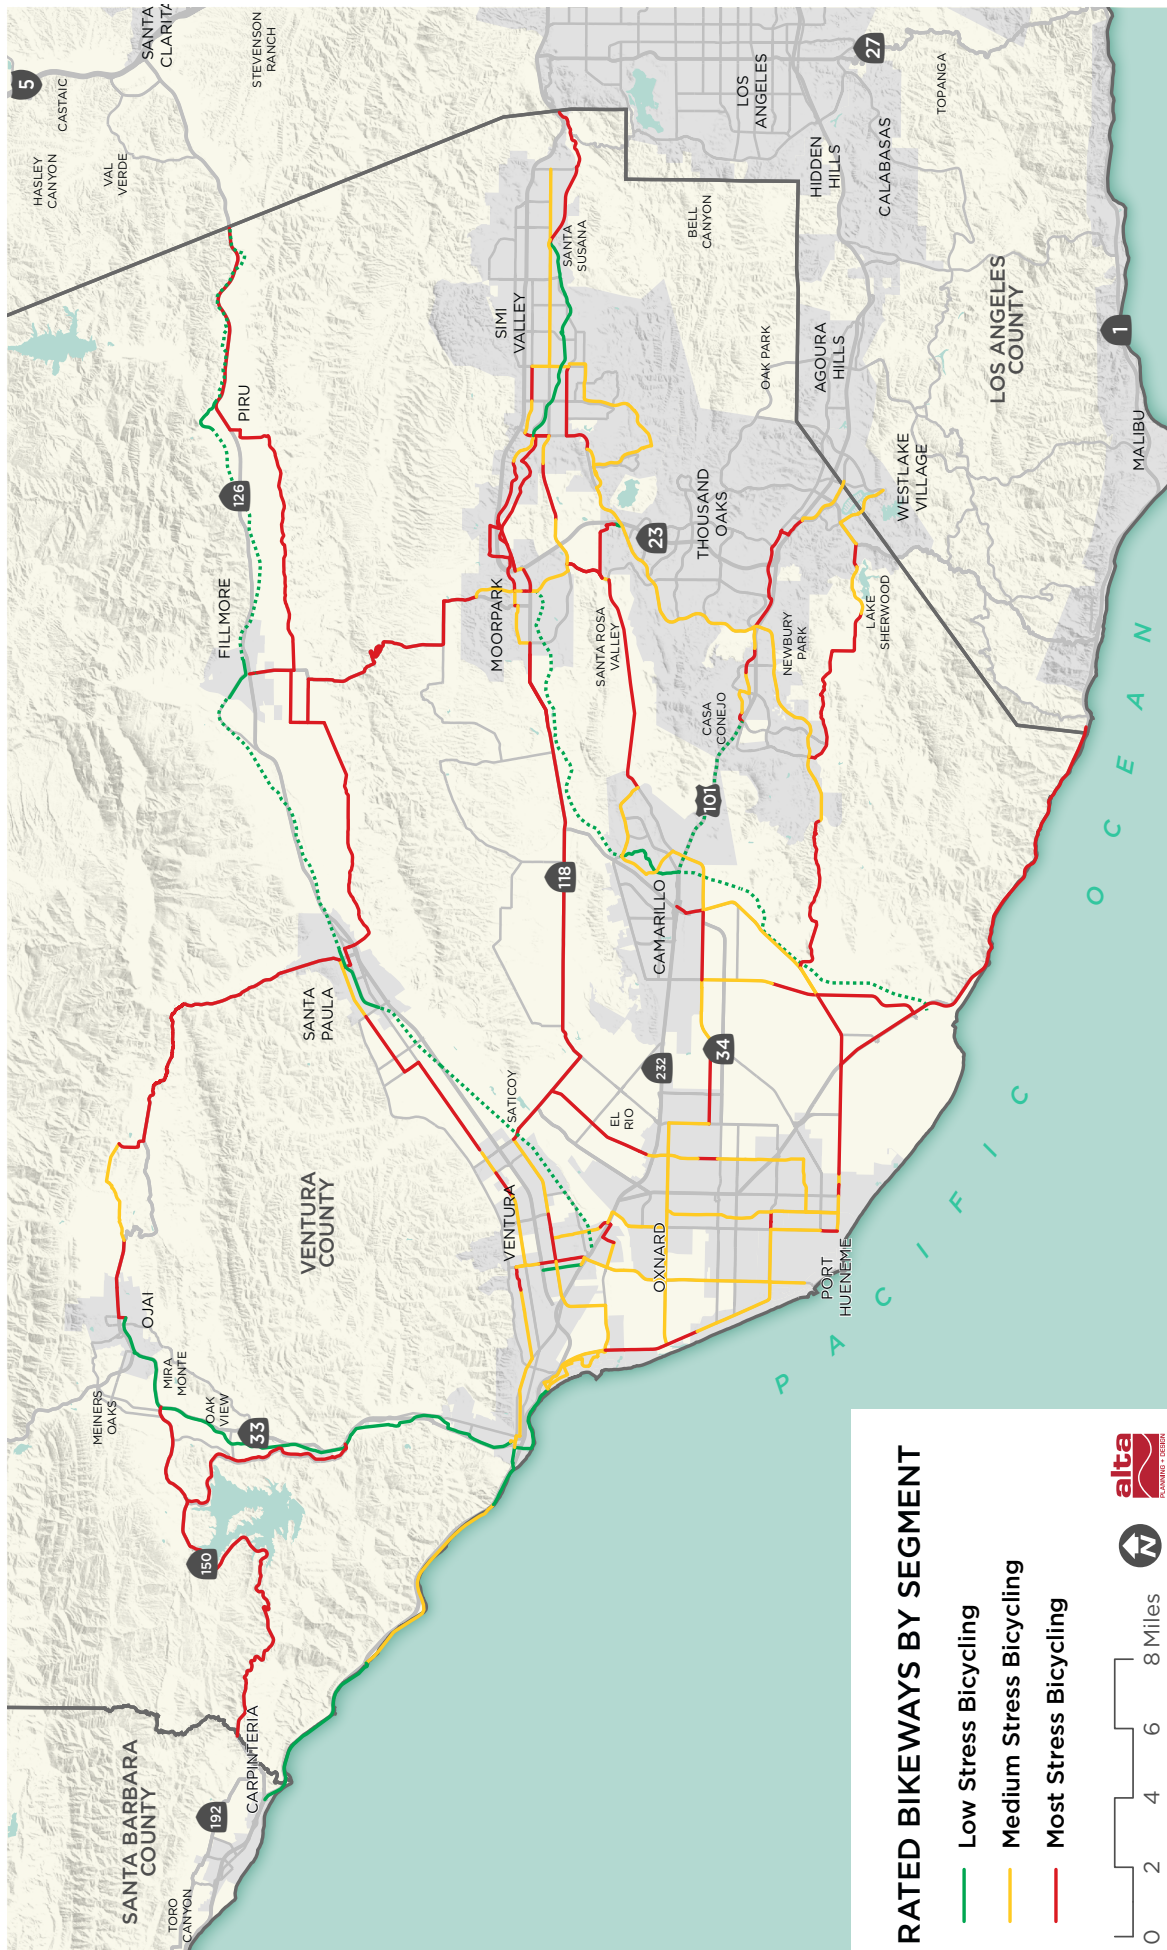 SANTA BARBARA
COUNTY
TORO
CANYON
192
CARPINTERIA
150
MEINERS
OAKS
MIRA
MONTE
OAK
VIEW
33
OJAI
VENTURA
COUNTY
SANTA
PAULA
FILLMORE
126
PIRU
HASLEY
CANYON
VAL
VERDE
CASTAIC
5
SANTA
CLARITA
STEVENSON
RANCH
VENTURA
SATICOY
EL
RIO
232
118
MOORPARK
SIMI
VALLEY
SANTA
SUSANA
SANTA ROSA
VALLEY
23
OXNARD
CAMARILLO
34
101
CASA
CONEJO
NEWBURY
PARK
THOUSAND
OAKS
OAK PARK
BELL
CANYON
LOS
ANGELES
HIDDEN
HILLS
27
CALABASAS
TOPANGA
AGOURA
HILLS
WESTLAKE
VILLAGE
LAKE
SHERWOOD
LOS ANGELES
COUNTY
1
MALIBU
PORT
HUENEME
PACIFIC OCEAN
RATED BIKEWAYS BY SEGMENT
Low Stress Bicycling
Medium Stress Bicycling
Most Stress Bicycling
0 2 4 6 8 Miles
N
alta
PLANNING + DESIGN